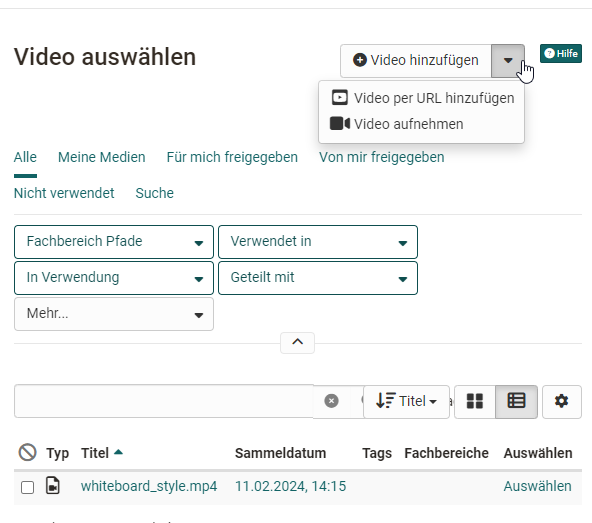 Video auswählen
Video hinzufügen
Hilfe
Video per URL hinzufügen
Video aufnehmen
Alle Meine Medien Für mich freigegeben Von mir freigegeben
Nicht verwendet Suche
Fachbereich Pfade Verwendet in
In Verwendung Geteilt mit
Mehr...
Titel
Typ Titel Sammeldatum Tags Fachbereiche Auswählen
whiteboard_style.mp4 11.02.2024, 14:15 Auswählen